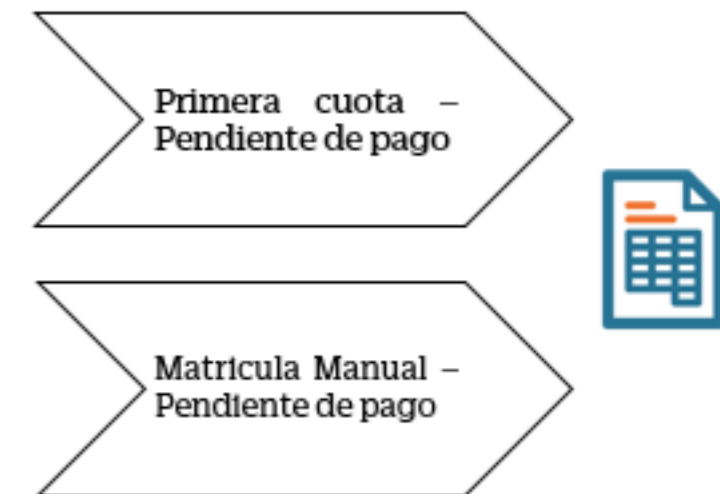 Primera cuota –
Pendiente de pago
Matricula Manual –
Pendiente de pago